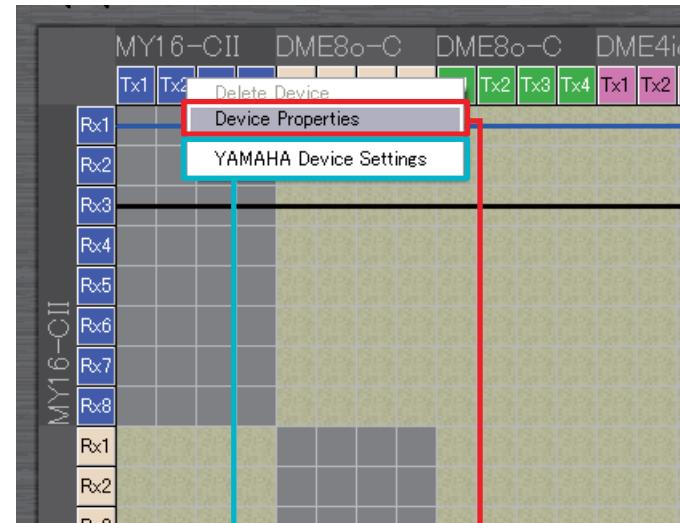 MY16-CII DME8o-C DME8o-C DME4i
Tx1 Tx2 Tx2 Tx3 Tx4 Tx1 Tx2
Delete Device
Device Properties
YAMAHA Device Settings
MY16-CII
Rx1
Rx2
Rx3
Rx4
Rx5
Rx6
Rx7
Rx8
Rx1
Rx2